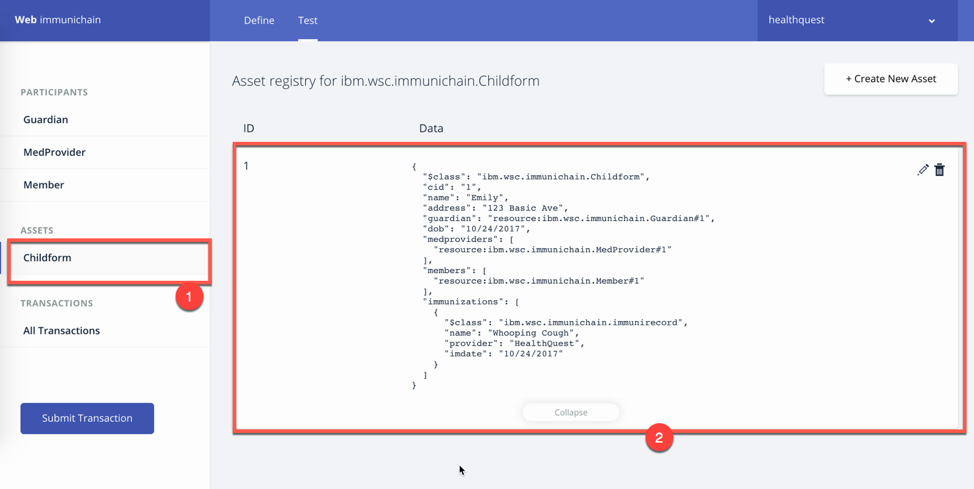 Web immunichain
Define
Test
healthquest
PARTICIPANTS
Guardian
MedProvider
Member
ASSETS
Childform
1
TRANSACTIONS
All Transactions
Submit Transaction
Asset registry for ibm.wsc.immunichain.Childform
+ Create New Asset
ID
Data
1
{
"$class": "ibm.wsc.immunichain.Childform",
"cid": "1",
"name": "Emily",
"address": "123 Basic Ave",
"guardian": "resource:ibm.wsc.immunichain.Guardian#1",
"dob": "10/24/2017",
"medproviders": [
"resource:ibm.wsc.immunichain.MedProvider#1"
],
"members": [
"resource:ibm.wsc.immunichain.Member#1"
],
"immunizations": [
{
"$class": "ibm.wsc.immunichain.immunirecord",
"name": "Whooping Cough",
"provider": "HealthQuest",
"imdate": "10/24/2017"
}
]
}
Collapse
2